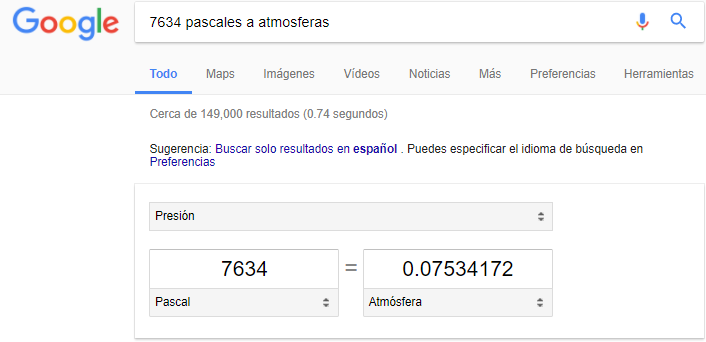 Google
7634 pascales a atmosferas
Todo Maps Imágenes Vídeos Noticias Más Preferencias Herramientas
Cerca de 149,000 resultados (0.74 segundos)
Sugerencia: Buscar solo resultados en español . Puedes especificar el idioma de búsqueda en
Preferencias
Presión
7634 = 0.07534172
Pascal Atmósfera